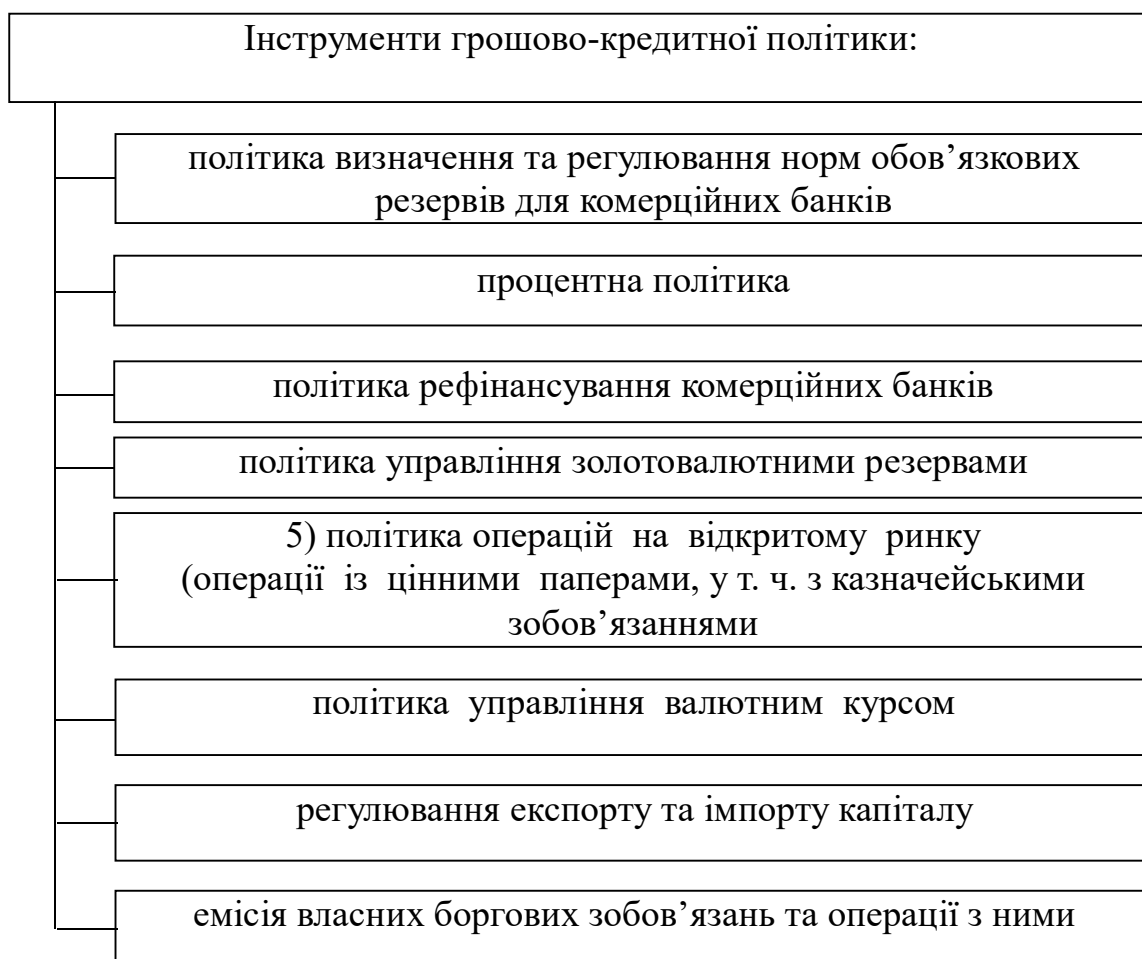 Інструменти грошово-кредитної політики:
політика визначення та регулювання норм обов’язкових
резервів для комерційних банків
процентна політика
політика рефінансування комерційних банків
політика управління золотовалютними резервами
5) політика операцій на відкритому ринку
(операції із цінними паперами, у т. ч. з казначейськими
зобов’язаннями
політика управління валютним курсом
регулювання експорту та імпорту капіталу
емісія власних боргових зобов’язань та операції з ними